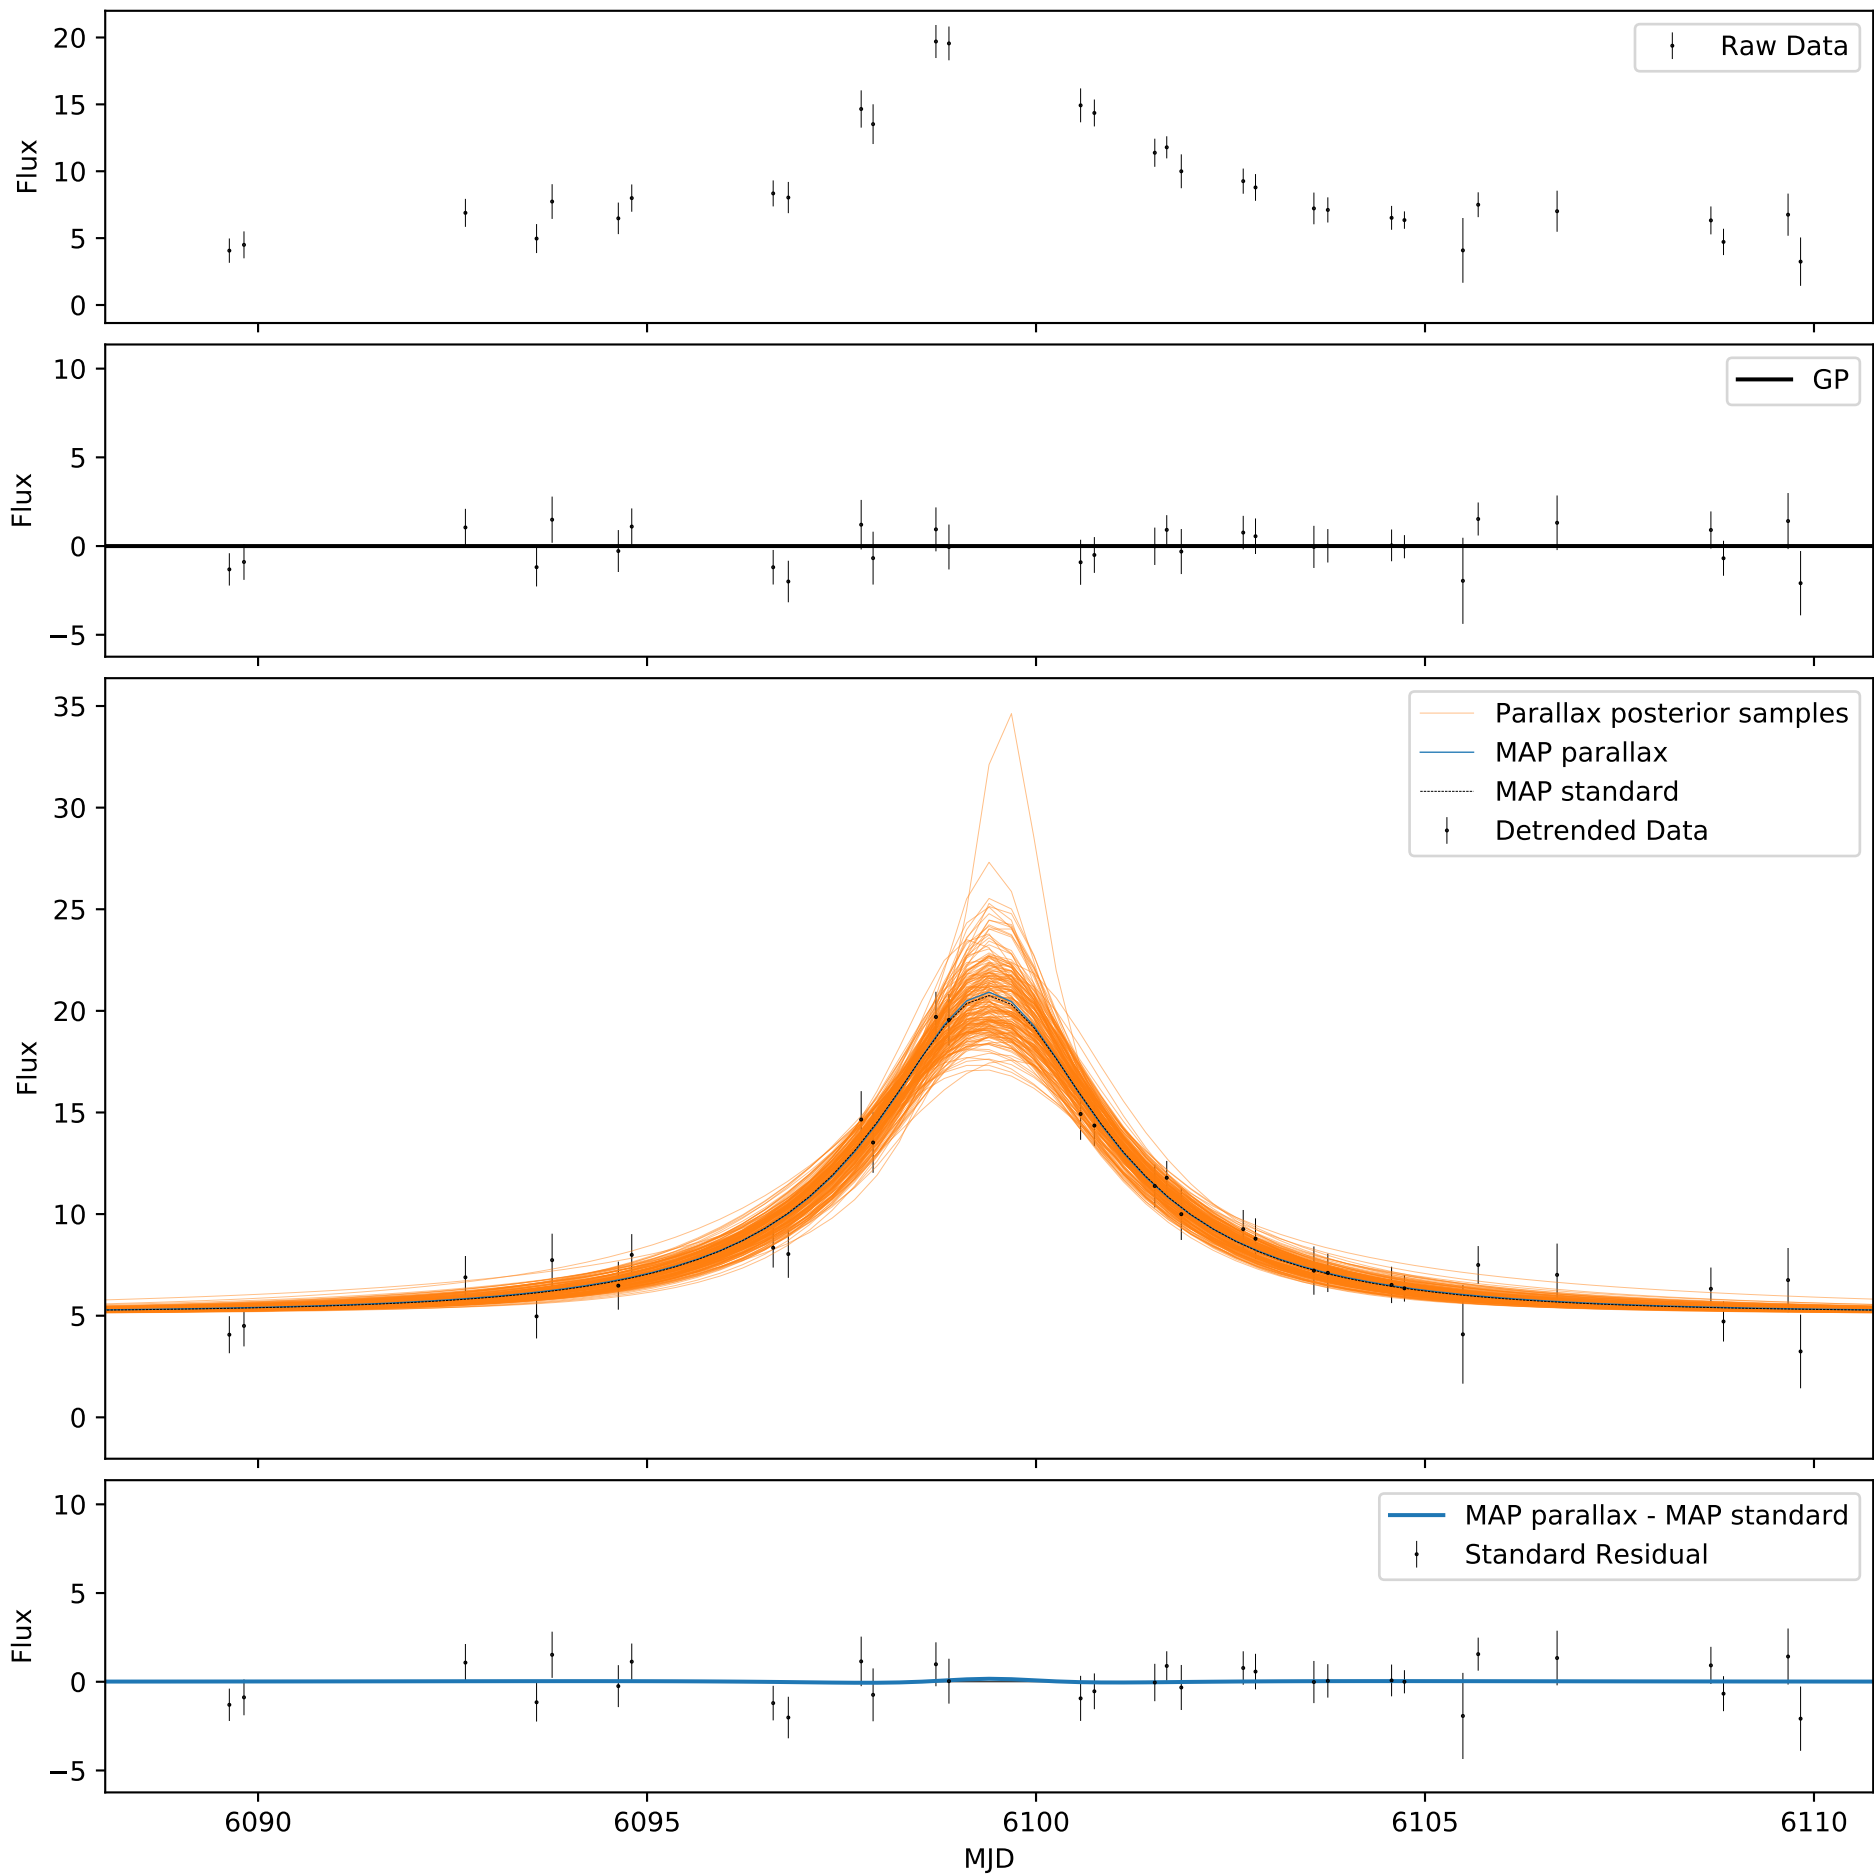 20
15
10
5
0
Flux
Raw Data
10
5
0
−5
Flux
GP
35
30
25
20
15
10
5
0
Flux
Parallax posterior samples
MAP parallax
MAP standard
Detrended Data
10
5
0
−5
Flux
MAP parallax - MAP standard
Standard Residual
6090 6095 6100 6105 6110
MJD